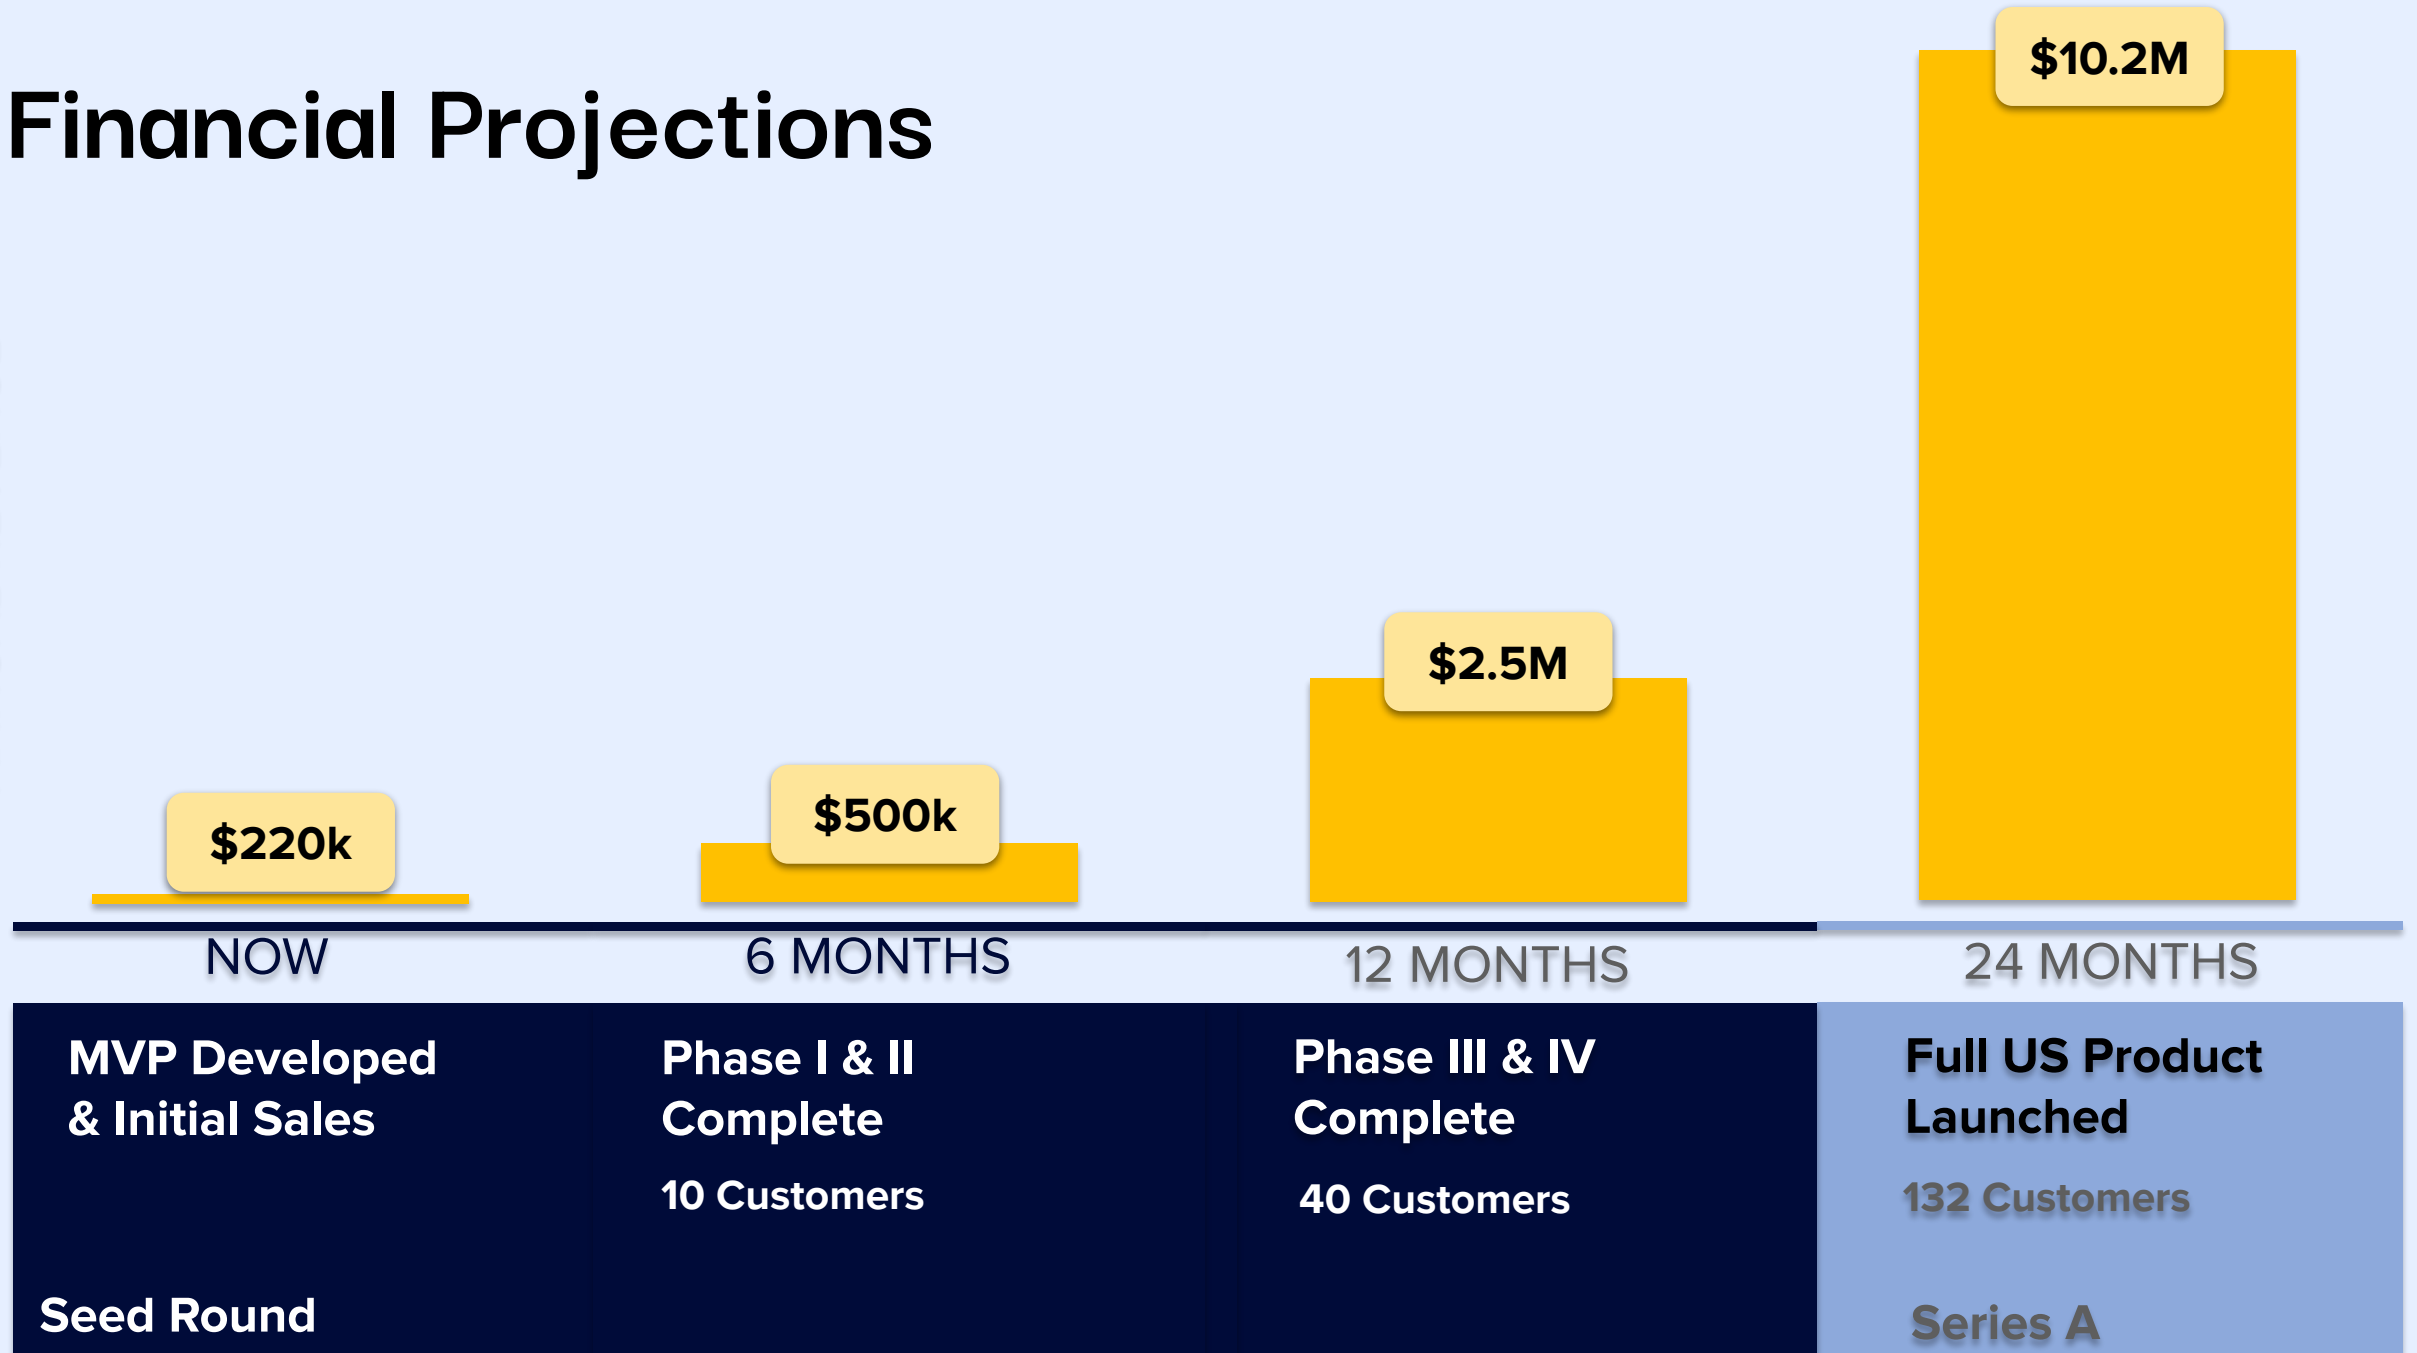 Financial Projections
$10.2M
$2.5M
$500k
$220k
NOW
6 MONTHS
12 MONTHS
24 MONTHS
MVP Developed
& Initial Sales
Seed Round
Phase I & II
Complete
10 Customers
Phase III & IV
Complete
40 Customers
Full US Product
Launched
132 Customers
Series A